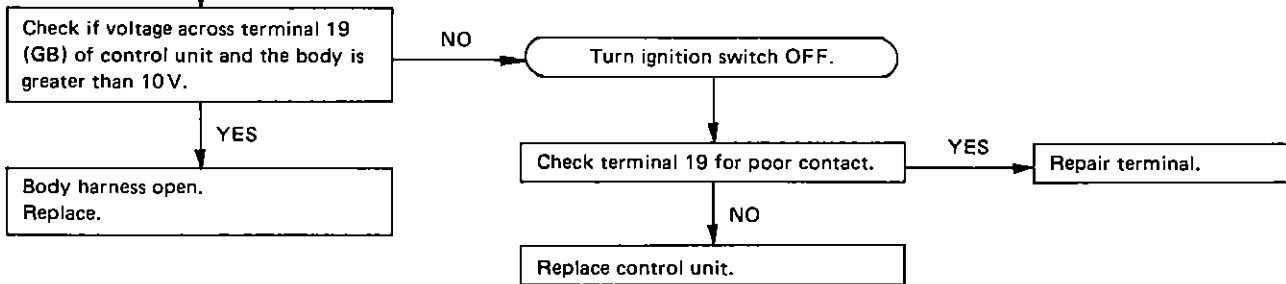 Check if voltage across terminal 19
(GB) of control unit and the body is
greater than 10V.
NO
Turn ignition switch OFF.
YES
Check terminal 19 for poor contact.
YES
Repair terminal.
Body harness open.
Replace.
NO
Replace control unit.